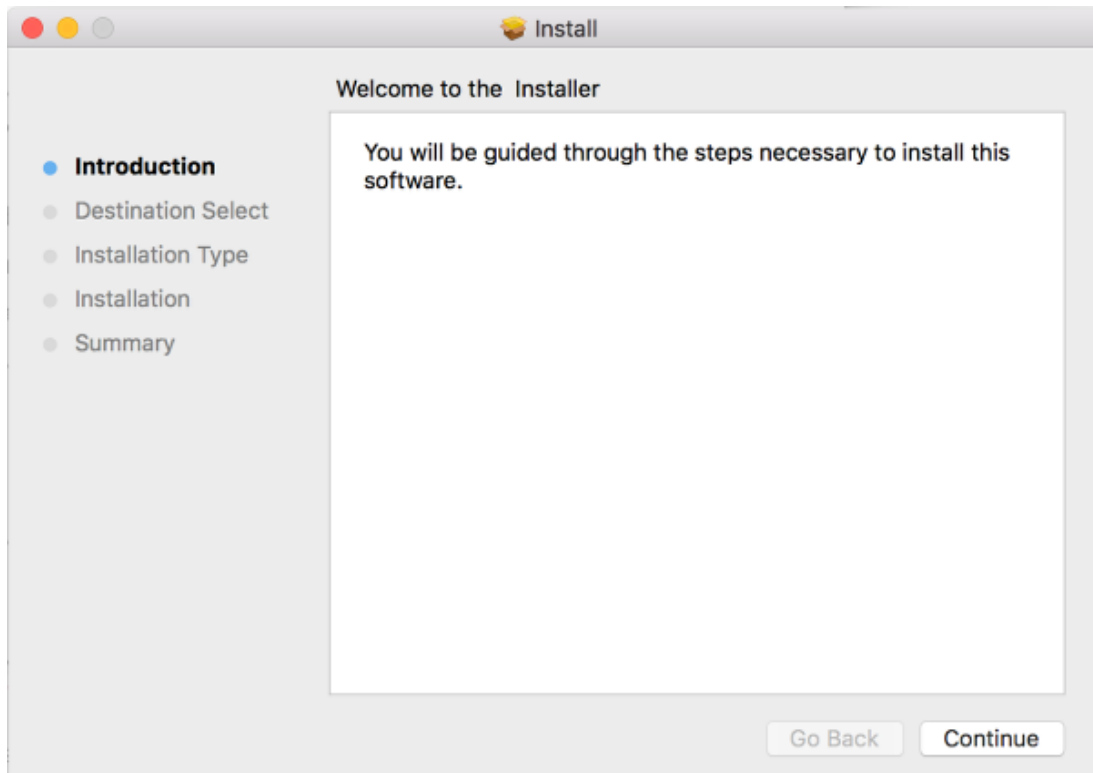 Install
Welcome to the  Installer
Introduction
Destination Select
Installation Type
Installation
Summary
You will be guided through the steps necessary to install this
software.
Go Back
Continue